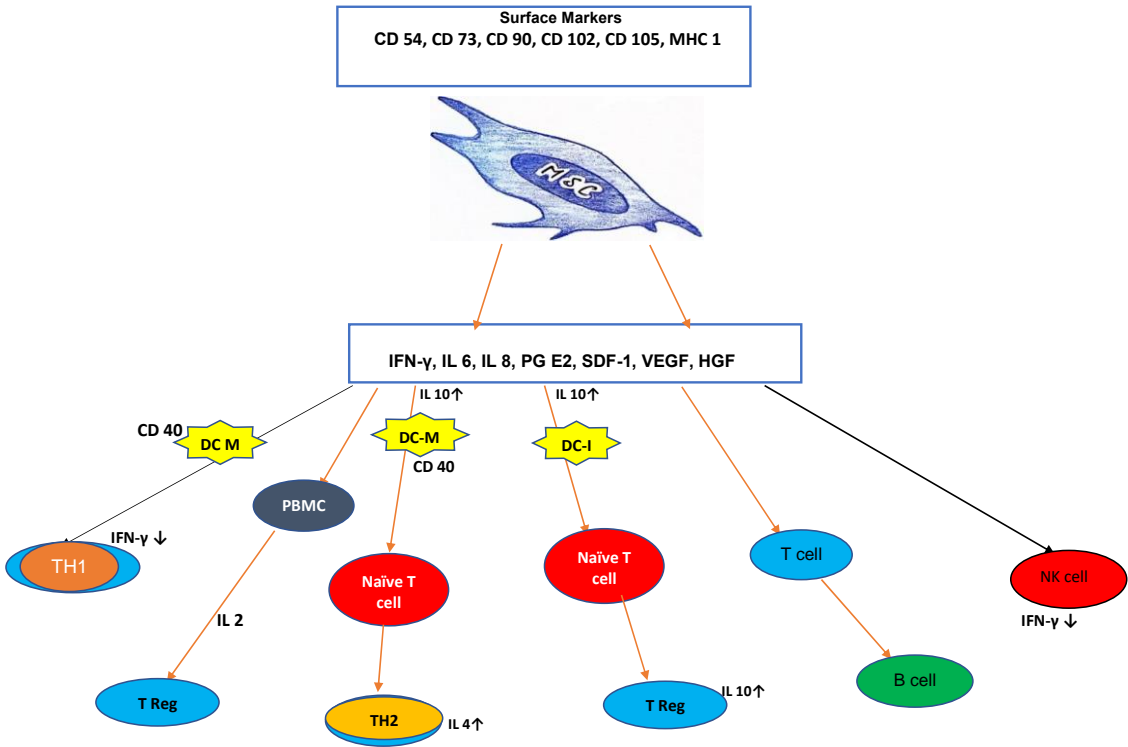 Surface Markers
CD 54, CD 73, CD 90, CD 102, CD 105, MHC 1
MSC
IFN-γ, IL 6, IL 8, PG E2, SDF-1, VEGF, HGF
IL 10↑
IL 10↑
CD 40
DC M
DC-M
DC-I
CD 40
PBMC
IFN-γ ↓
TH1
Naïve T
cell
Naïve T
cell
T cell
NK cell
IFN-γ ↓
IL 2
B cell
T Reg
TH2
IL 4↑
T Reg
IL 10↑